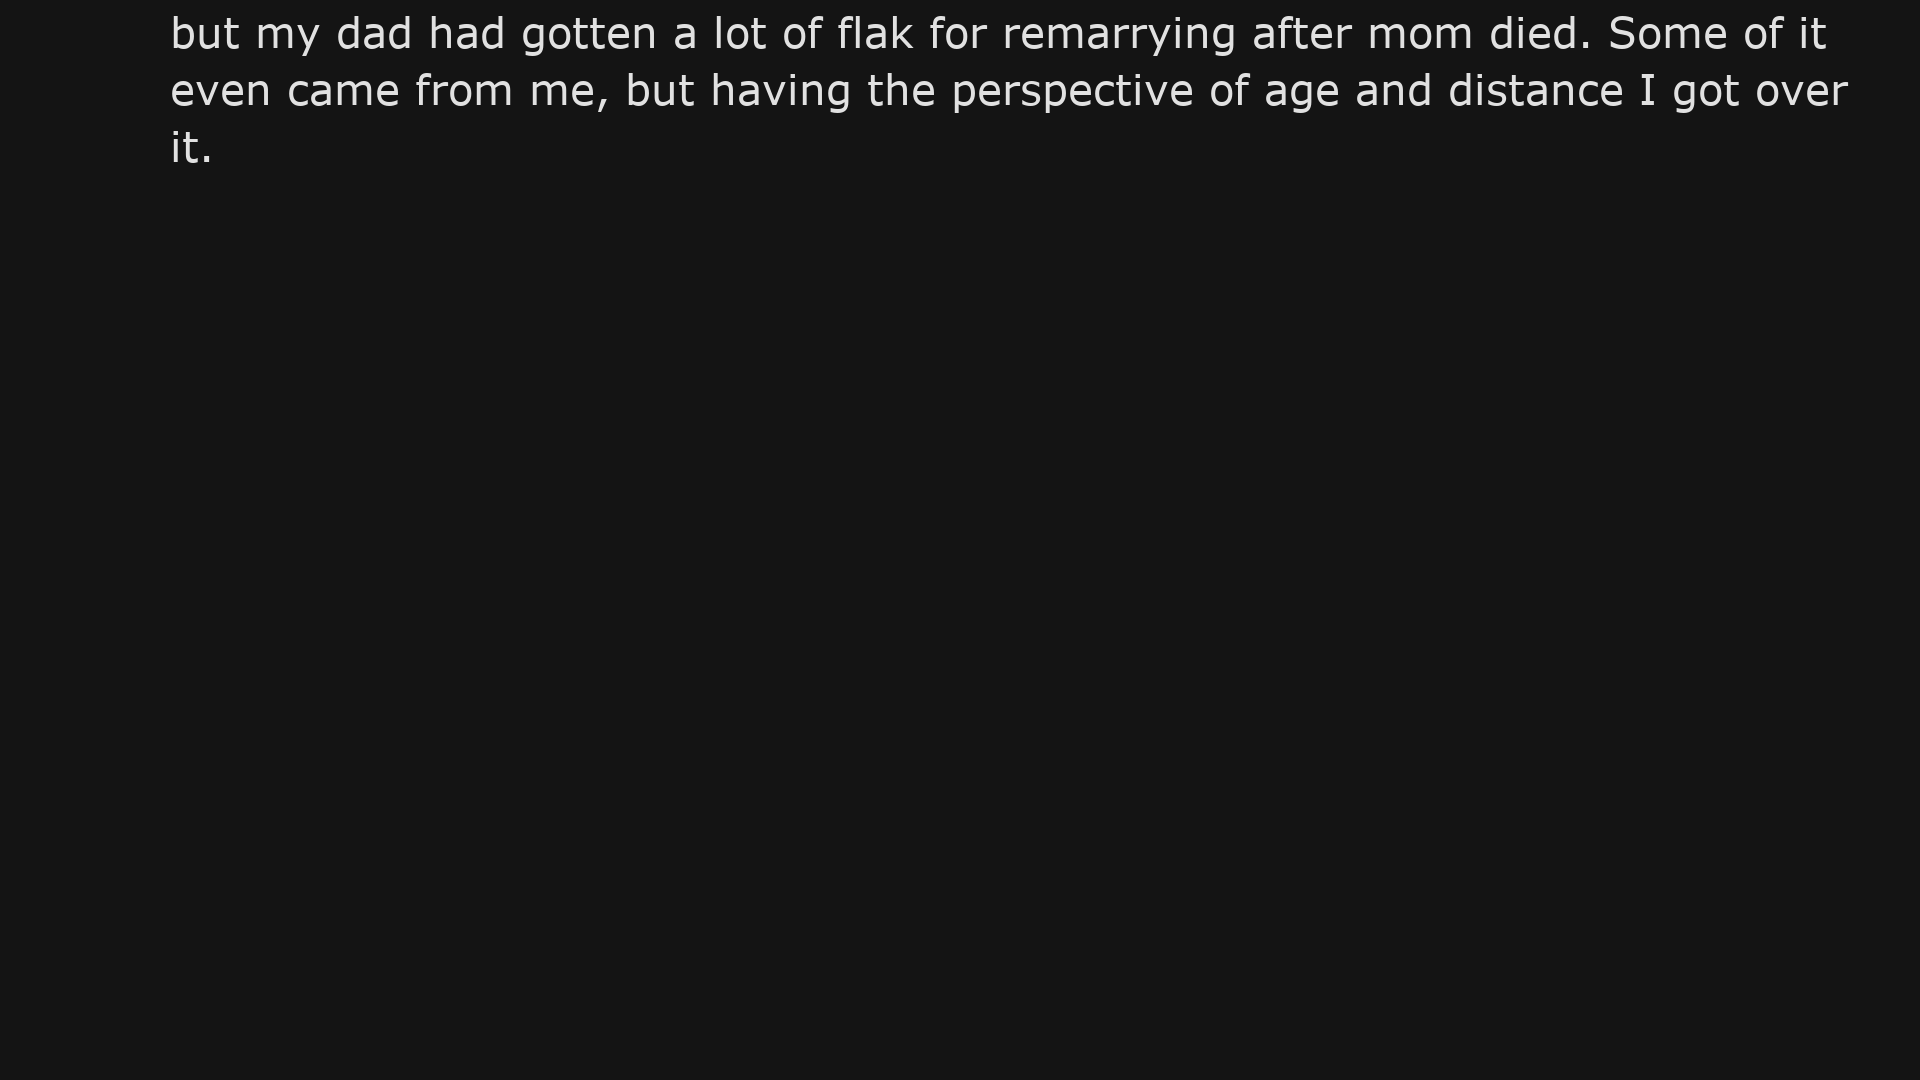 but my dad had gotten a lot of flak for remarrying after mom died. Some of it
even came from me, but having the perspective of age and distance I got over
it.